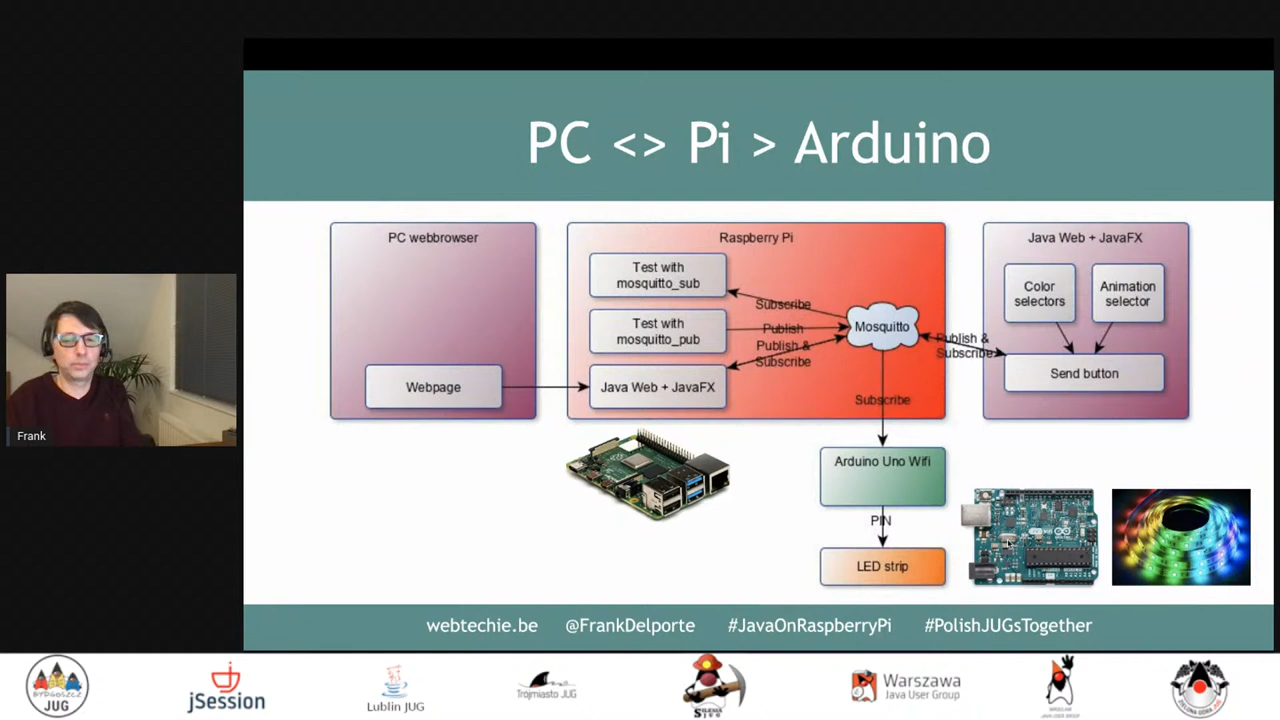 PC <> Pi > Arduino
PC webbrowser
Webpage
Raspberry Pi
Test with
mosquitto_sub
Test with
mosquitto_pub
Java Web + JavaFX
Subscribe
Publish
Publish &
Subscribe
Mosquitto
Publish &
Subscribe
Java Web + JavaFX
Color
selectors
Animation
selector
Send button
Subscribe
Arduino Uno Wifi
PIN
LED strip
Frank
webtechie.be @FrankDelporte #JavaOnRaspberryPi #PolishJUGsTogether
BYDGOSZCZ
JUG
jSession
Lublin JUG
Trójmiasto JUG
Warszawa
Java User Group